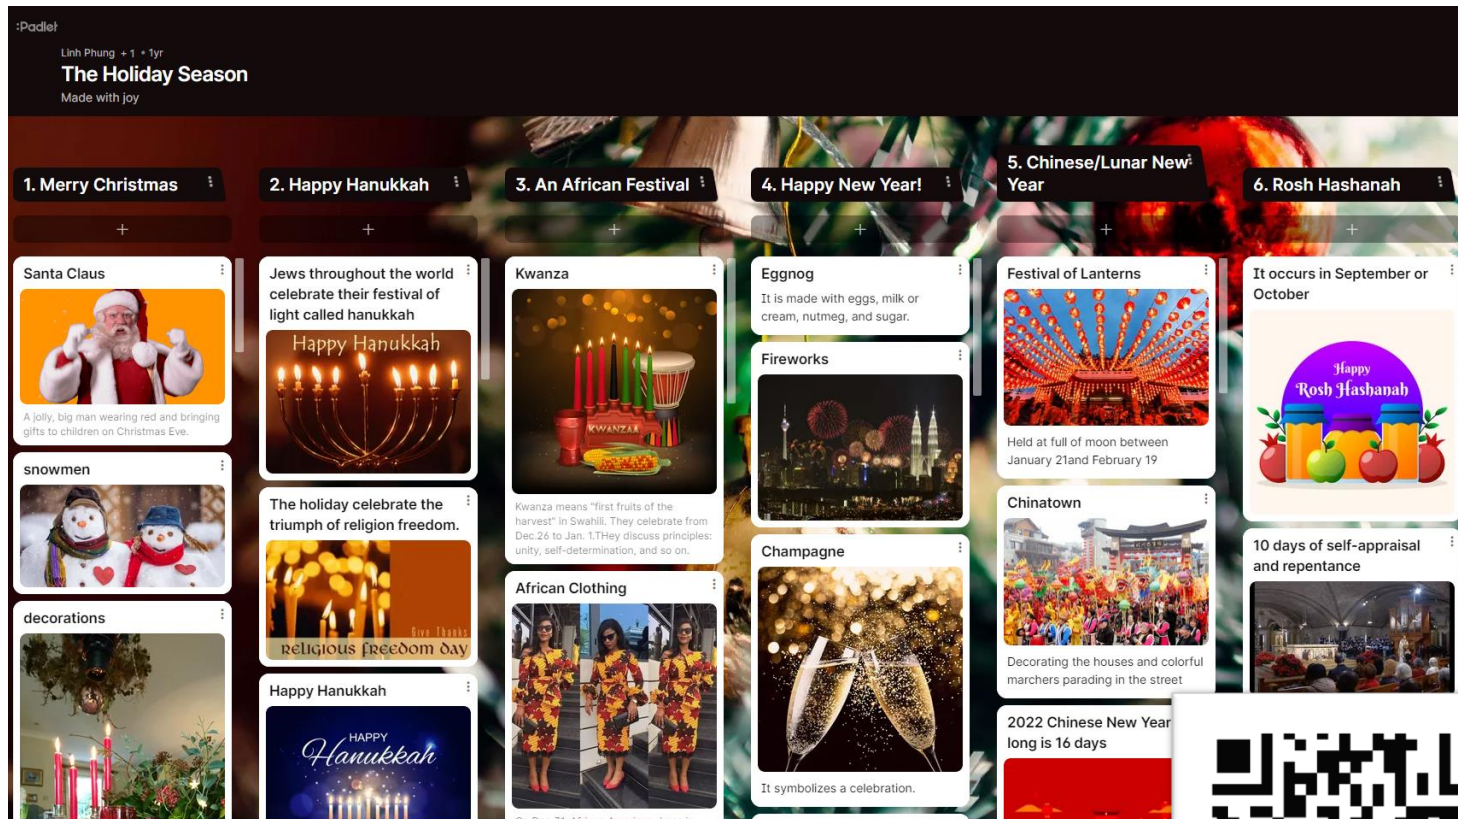 :Padlet
Linh Phung + 1 • 1yr
The Holiday Season
Made with joy
1. Merry Christmas
+
Santa Claus
A jolly, big man wearing red and bringing
gifts to children on Christmas Eve.
snowmen
decorations
2. Happy Hanukkah
+
Jews throughout the world
celebrate their festival of
light called hanukkah
Happy Hanukkah
The holiday celebrate the
triumph of religion freedom.
Give Thanks
RELIGIOUS FREEDOM DAY
Happy Hanukkah
HAPPY
Hanukkah
3. An African Festival
+
Kwanza
KWANZAA
Kwanza means "first fruits of the
harvest" in Swahili. They celebrate from
Dec.26 to Jan. 1.THey discuss principles:
unity, self-determination, and so on.
African Clothing
4. Happy New Year!
+
Eggnog
It is made with eggs, milk or
cream, nutmeg, and sugar.
Fireworks
Champagne
It symbolizes a celebration.
5. Chinese/Lunar New
Year
+
Festival of Lanterns
Held at full of moon between
January 21and February 19
Chinatown
Decorating the houses and colorful
marchers parading in the street
2022 Chinese New Year
long is 16 days
6. Rosh Hashanah
+
It occurs in September or
October
Happy
Rosh Hashanah
10 days of self-appraisal
and repentance